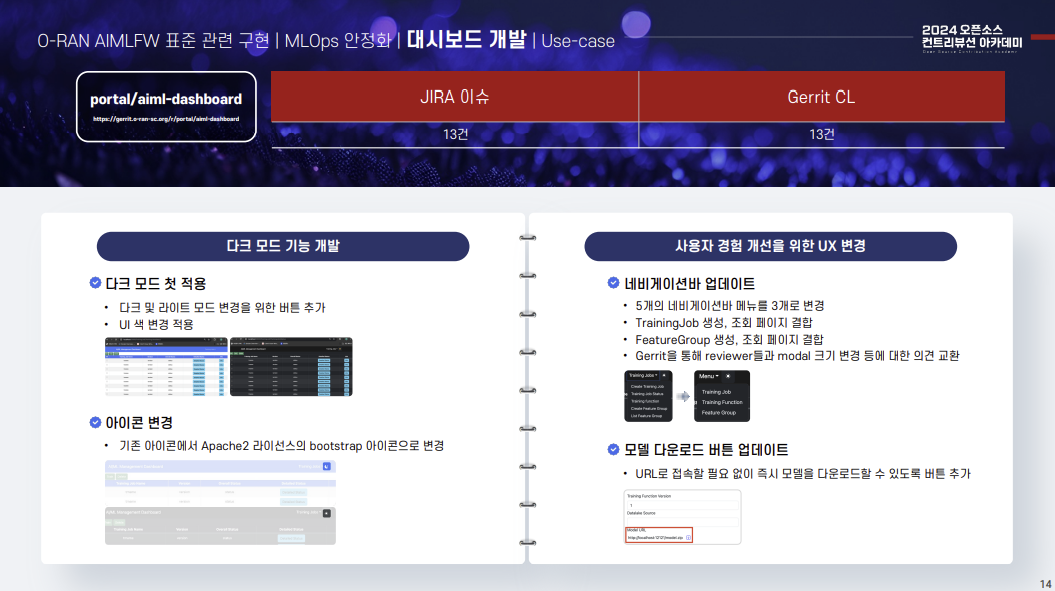 O-RAN AIMLFW 표준 관련 구현 | MLOps 안정화 | 대시보드 개발 | Use-case
2024 오픈소스
컨트리뷰션 아카데미
Open Source Contribution Academy
portal/aiml-dashboard
https://gerrit.o-ran-sc.org/r/portal/aiml-dashboard
JIRA 이슈
Gerrit CL
13건
13건
다크 모드 기능 개발
다크 모드 첫 적용
• 다크 및 라이트 모드 변경을 위한 버튼 추가
• UI 색 변경 적용
아이콘 변경
• 기존 아이콘에서 Apache2 라이선스의 bootstrap 아이콘으로 변경
사용자 경험 개선을 위한 UX 변경
네비게이션바 업데이트
• 5개의 네비게이션바 메뉴를 3개로 변경
• TrainingJob 생성, 조회 페이지 결합
• FeatureGroup 생성, 조회 페이지 결합
• Gerrit을 통해 reviewer들과 modal 크기 변경 등에 대한 의견 교환
Training Jobs
Create Training Job
Training Job Status
Training Function
Create Feature Group
List Feature Group
Menu
Training Job
Training Function
Feature Group
모델 다운로드 버튼 업데이트
• URL로 접속할 필요 없이 즉시 모델을 다운로드할 수 있도록 버튼 추가
Training Function Version
1
Datalake Source
Model URL
14